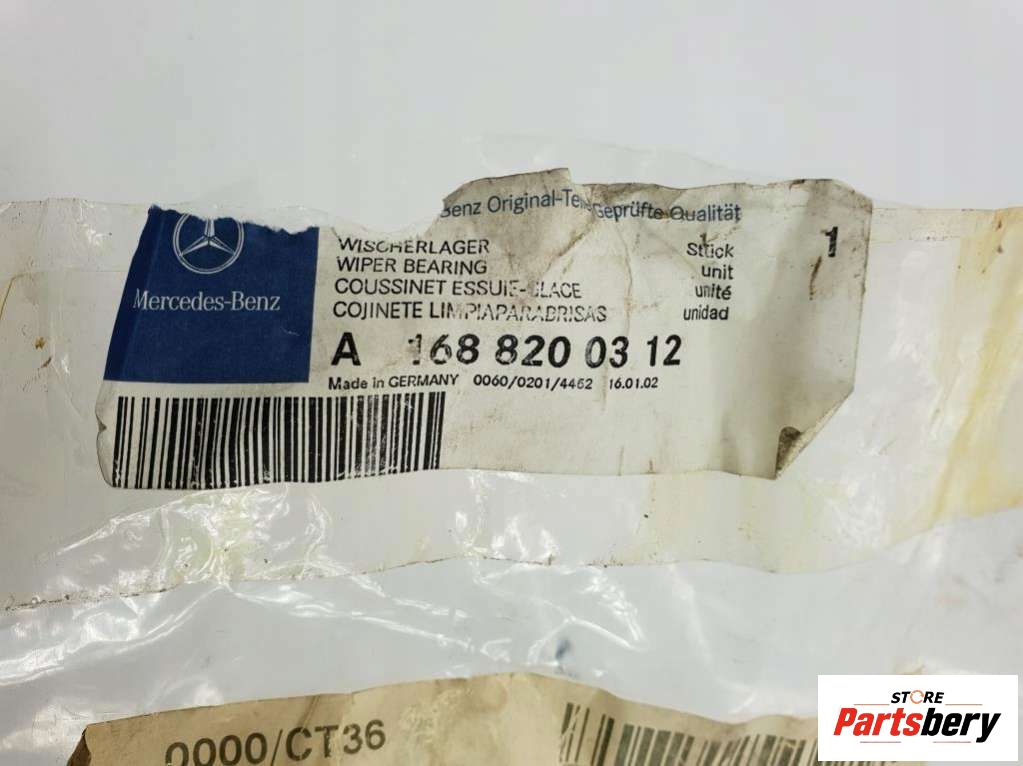 Benz Original-Teile Geprüfte Qualität
Mercedes-Benz
WISCHERLAGER
WIPER BEARING
COUSSINET ESSUIE-GLACE
COJINETE LIMPIAPARABRISAS
Stück
unit
unité
unidad
1
A 168 820 03 12
Made in GERMANY 0060/0201/4462 16.01.02
0000/CT36
STORE
Partsbery